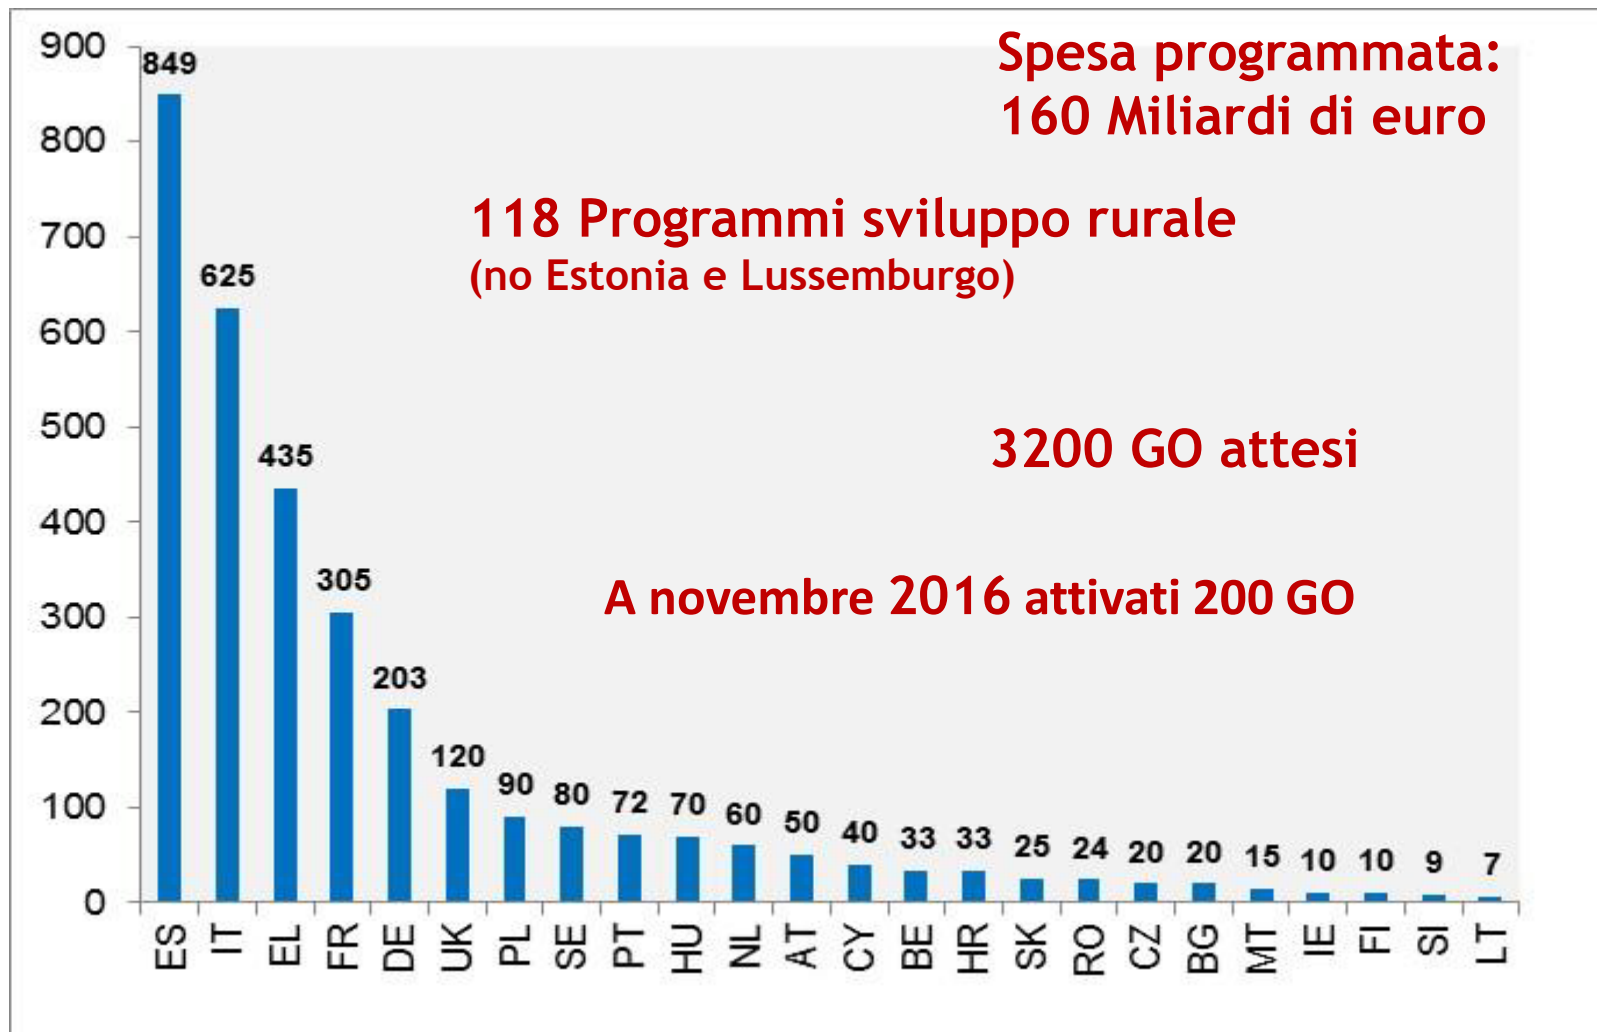 Spesa programmata:
160 Miliardi di euro
118 Programmi sviluppo rurale
(no Estonia e Lussemburgo)
3200 GO attesi
A novembre 2016 attivati 200 GO
900
800
700
600
500
400
300
200
100
0
849
625
435
305
203
120
90
80
72
70
60
50
40
33
33
25
24
20
20
15
10
10
9
7
ES
IT
EL
FR
DE
UK
PL
SE
PT
HU
NL
AT
CY
BE
HR
SK
RO
CZ
BG
MT
IE
FI
SI
LT